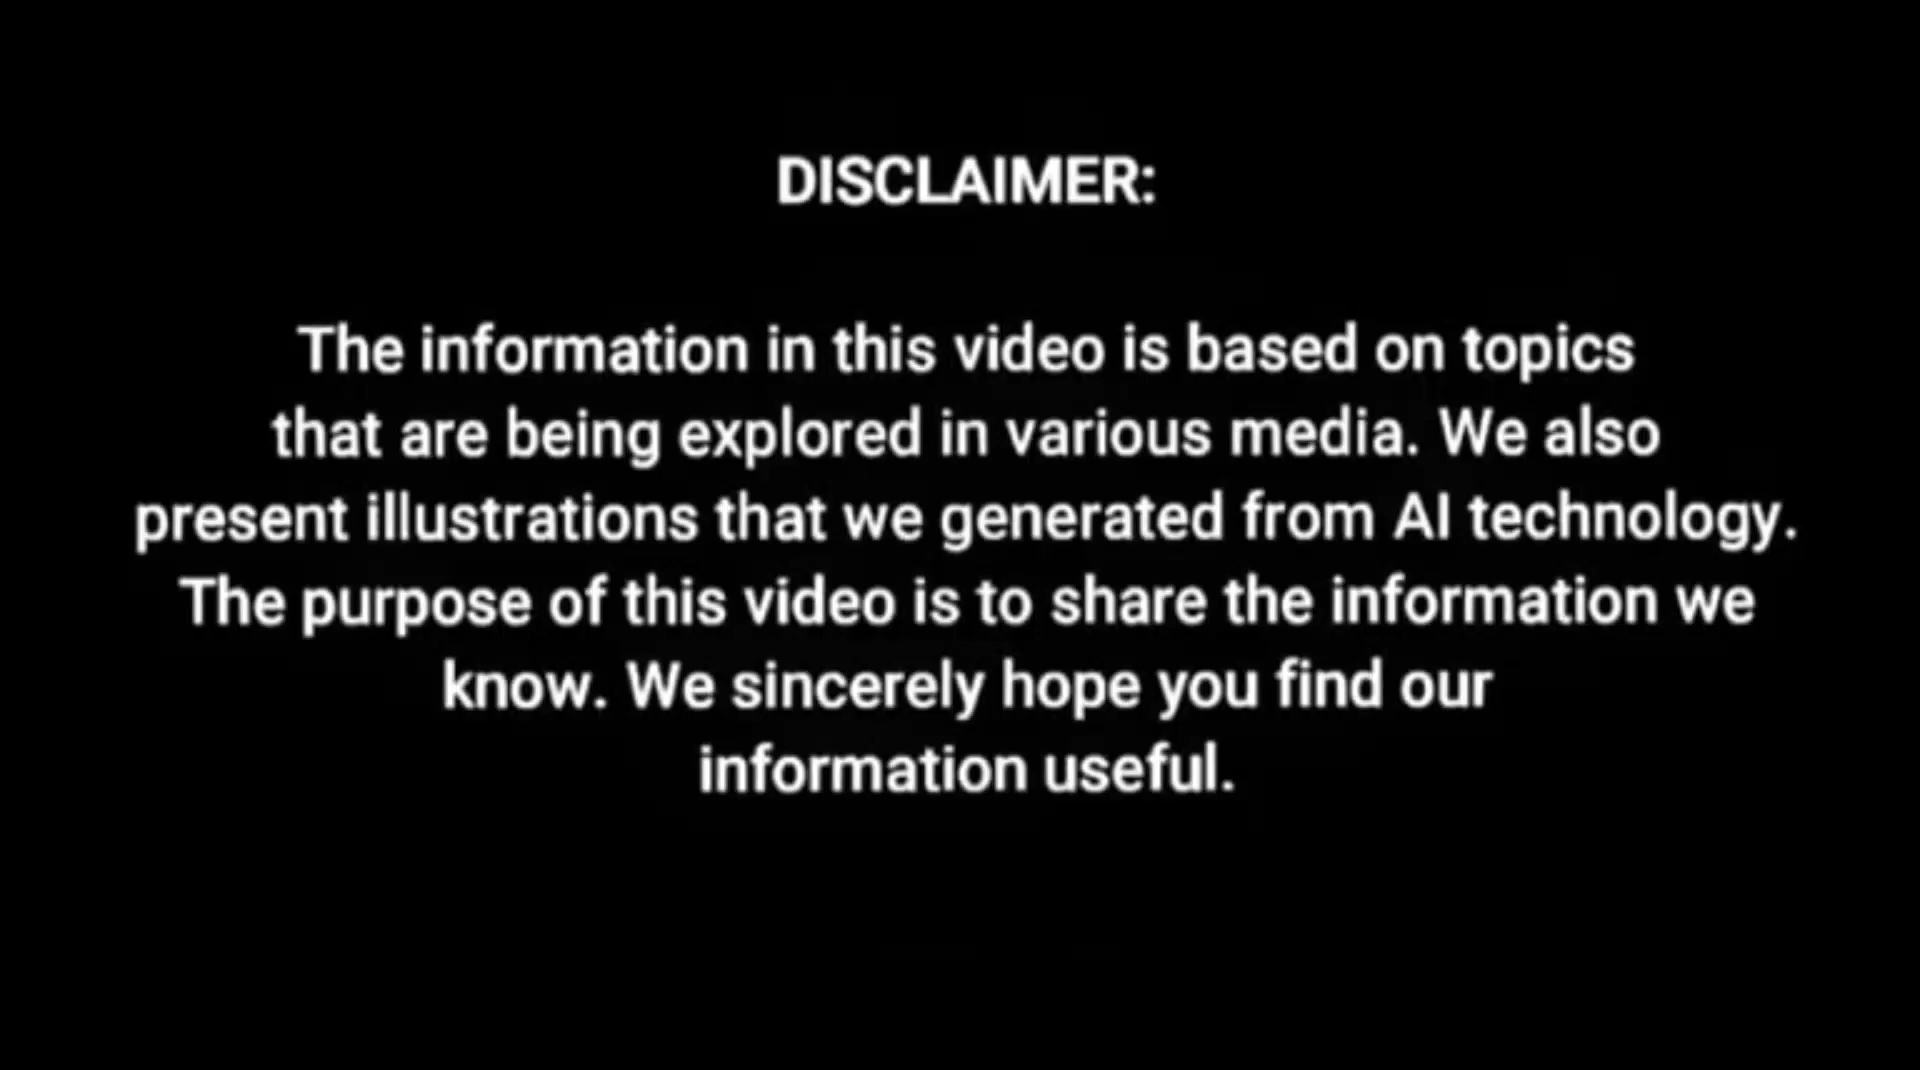 DISCLAIMER:
The information in this video is based on topics
that are being explored in various media. We also
present illustrations that we generated from AI technology.
The purpose of this video is to share the information we
know. We sincerely hope you find our
information useful.